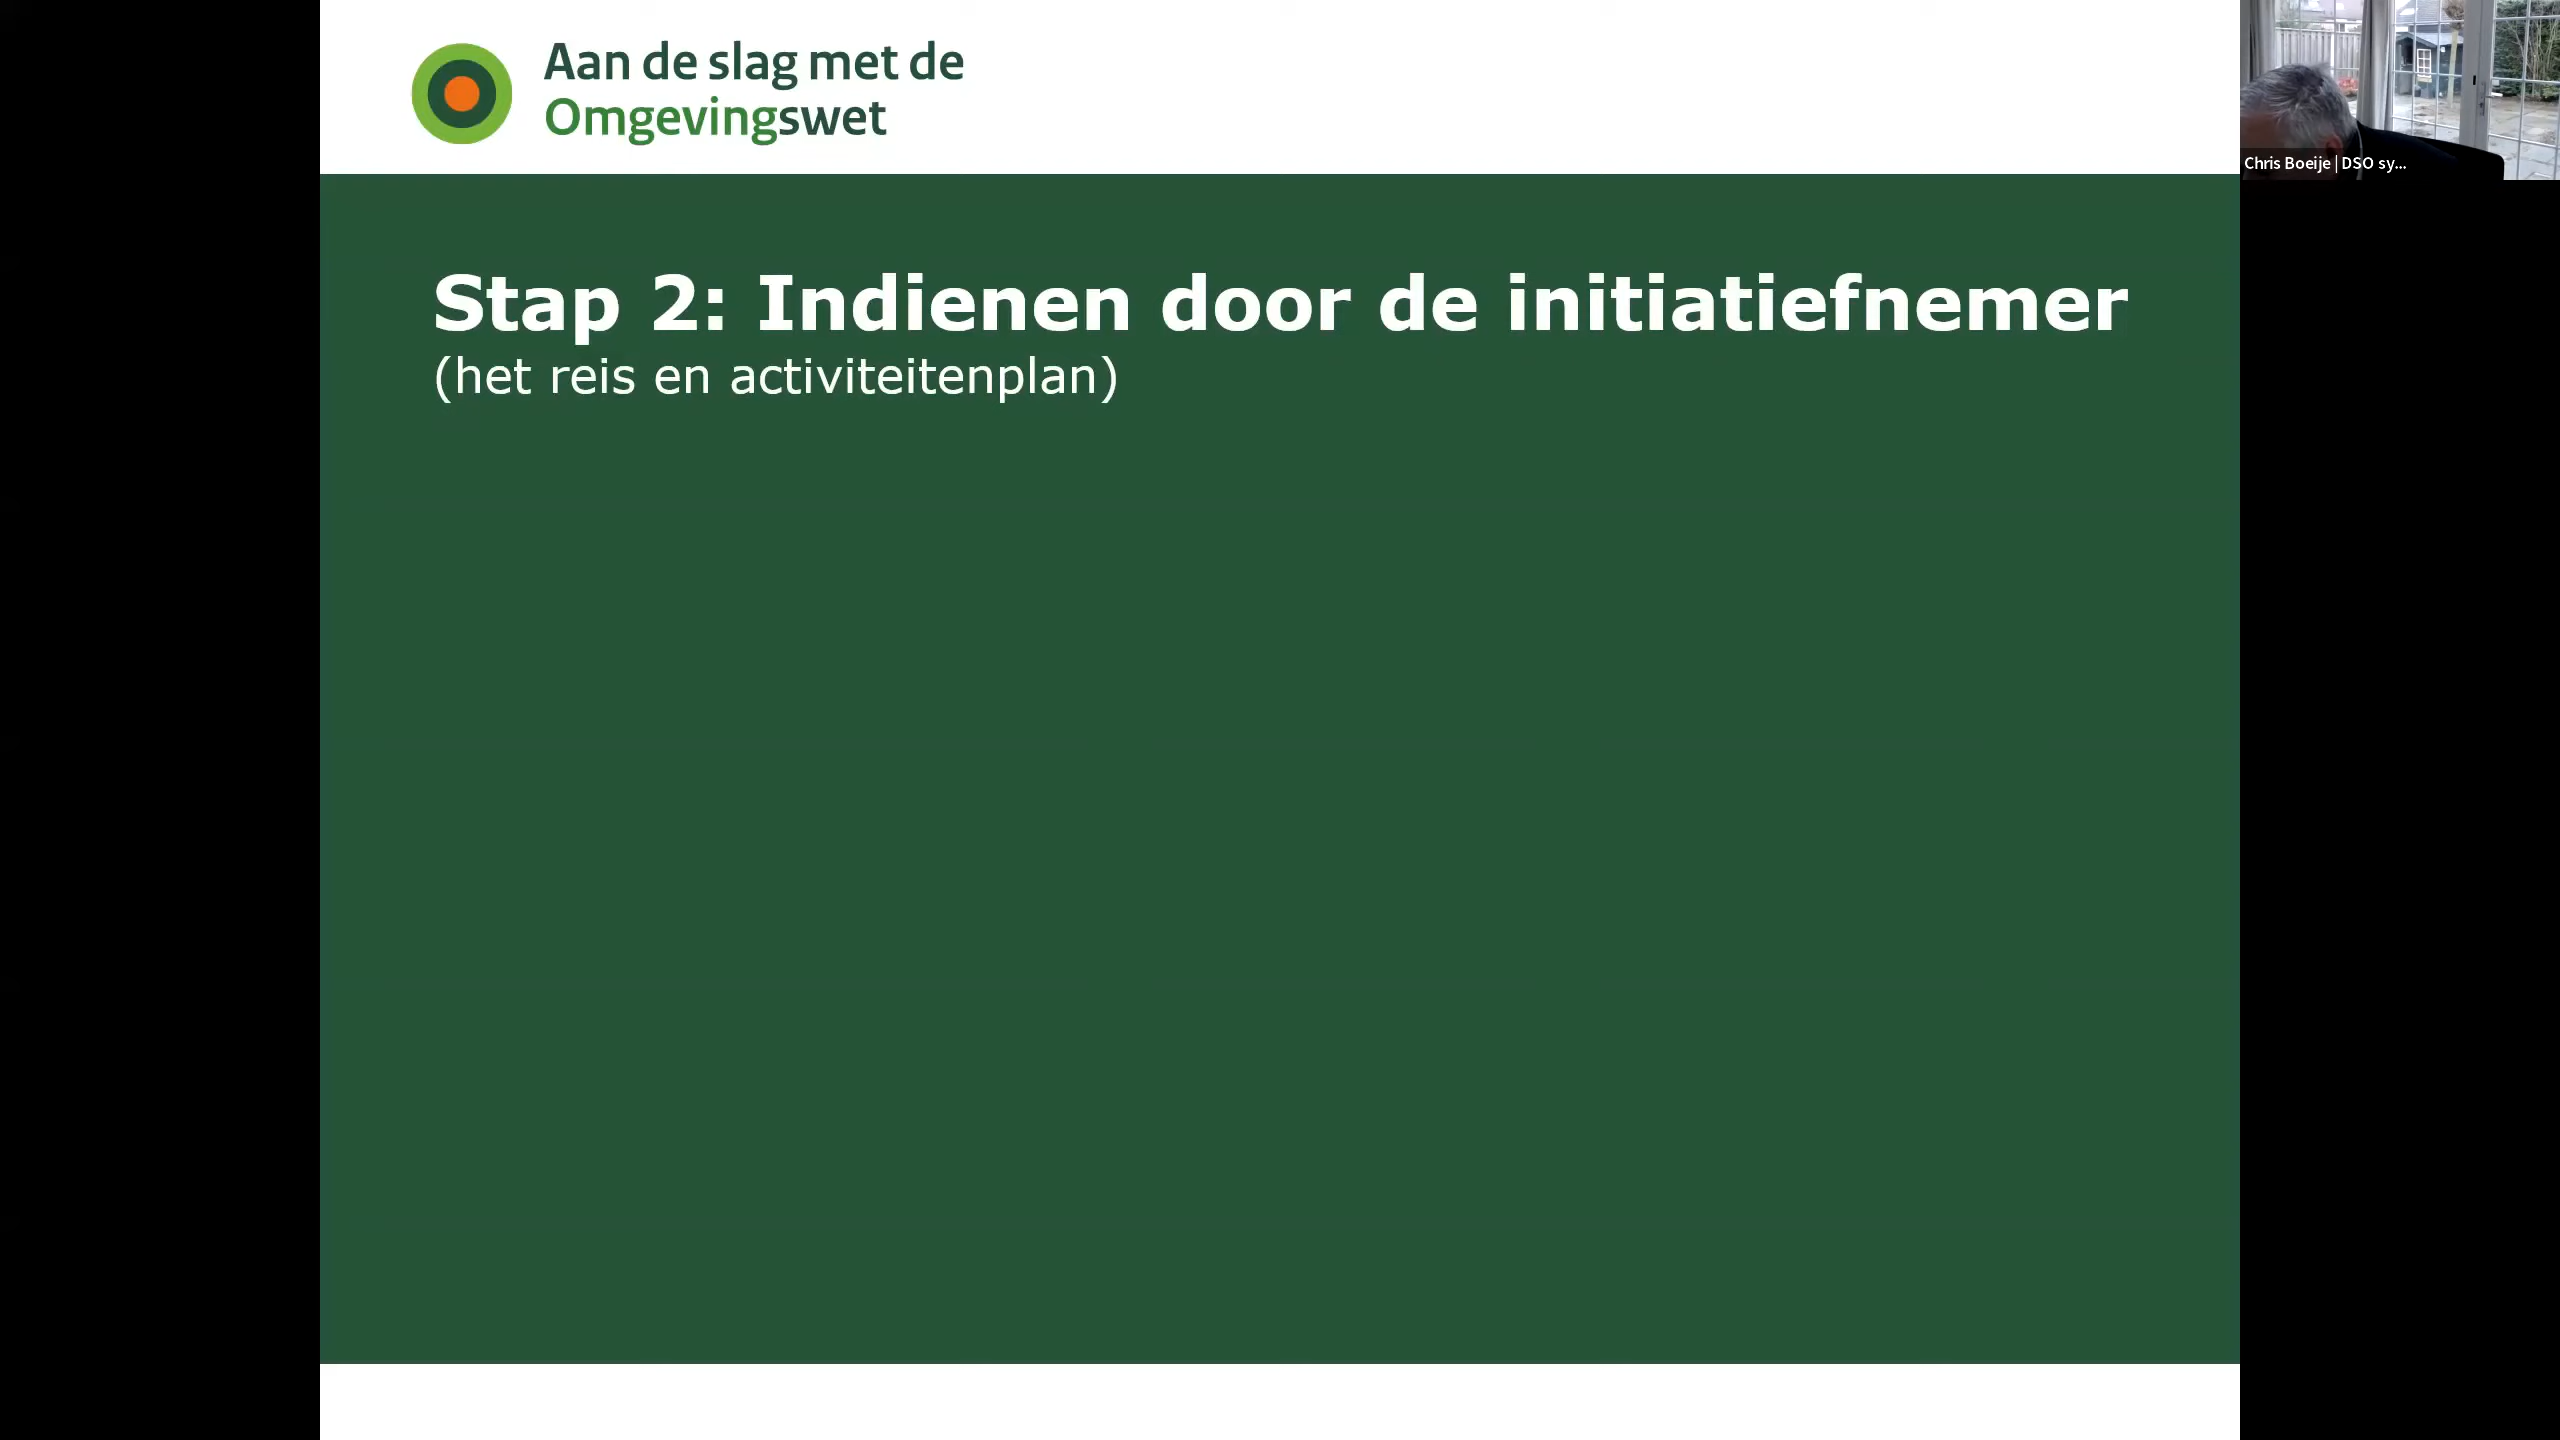 Aan de slag met de
Omgevingswet
Chris Boeije | DSO sy...
Stap 2: Indienen door de initiatiefnemer
(het reis en activiteitenplan)